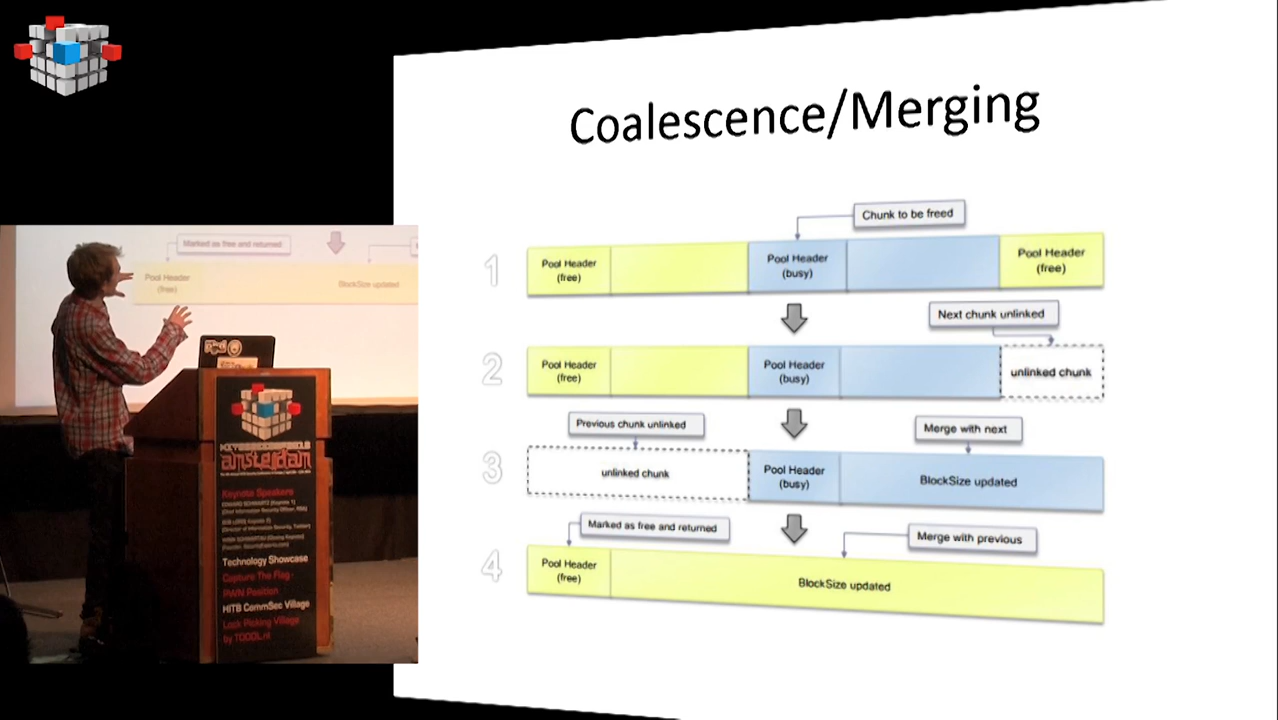 Coalescence/Merging
Chunk to be freed
1
Pool Header
(free)
Pool Header
(busy)
Pool Header
(free)
Next chunk unlinked
2
Pool Header
(free)
Pool Header
(busy)
unlinked chunk
Previous chunk unlinked
Merge with next
3
unlinked chunk
Pool Header
(busy)
BlockSize updated
Marked as free and returned
Merge with previous
4
Pool Header
(free)
BlockSize updated
Marked as free and returned
Pool Header
(free)
BlockSize updated
amsterdam
Keynote Speakers
Technology Showcase
Capture The Flag -
PWN Position
HITB CommSec Village
Lock Picking Village
by TOOOL.nl